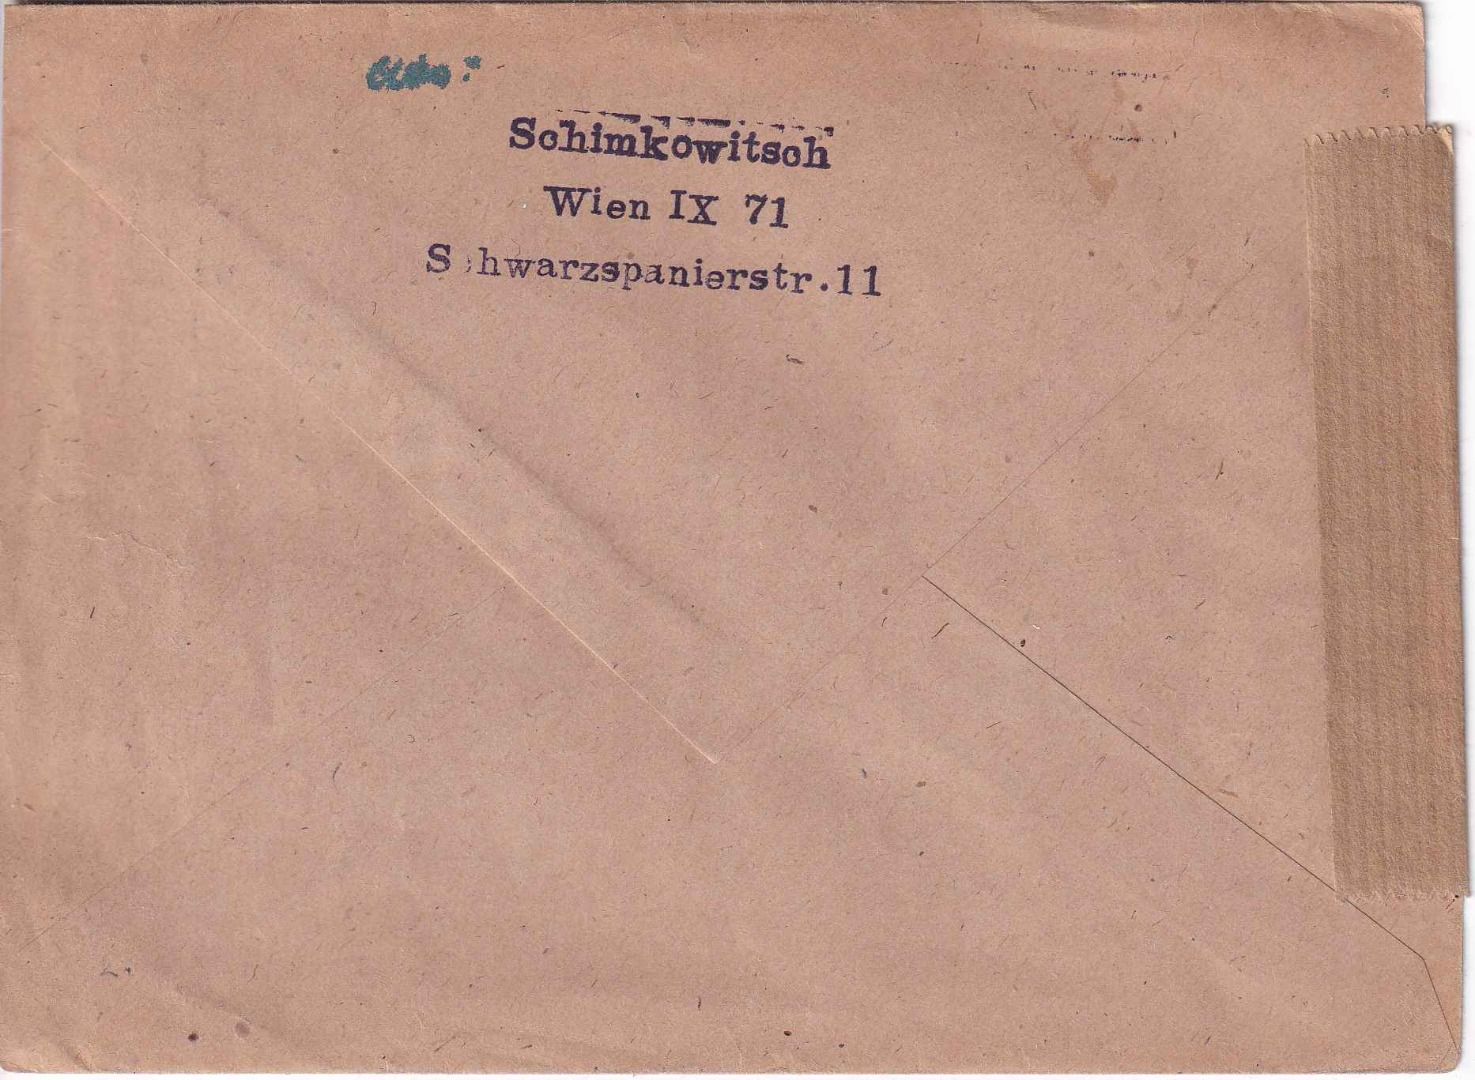 Schimkowitsch
Wien IX 71
Schwarzspanierstr.11